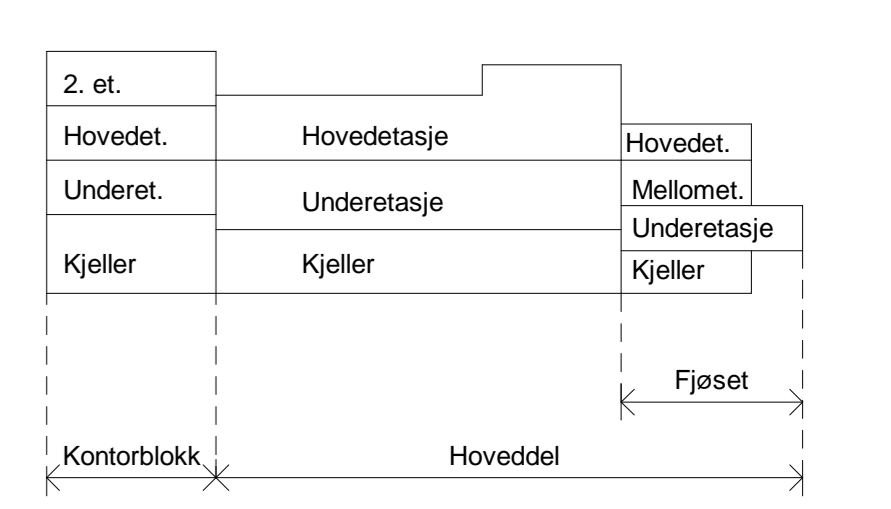 2. et.
Hovedet.
Hovedetasje
Hovedet.
Underet.
Underetasje
Mellomet.
Underetasje
Kjeller
Kjeller
Kjeller
Fjøset
Kontorblokk
Hoveddel